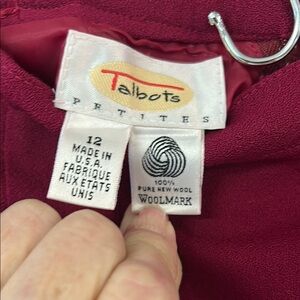 Talbots
PETITES
12
MADE IN
U.S.A.
FABRIQUE
AUX ETATS
UNIS
100%
PURE NEW WOOL
WOOLMARK